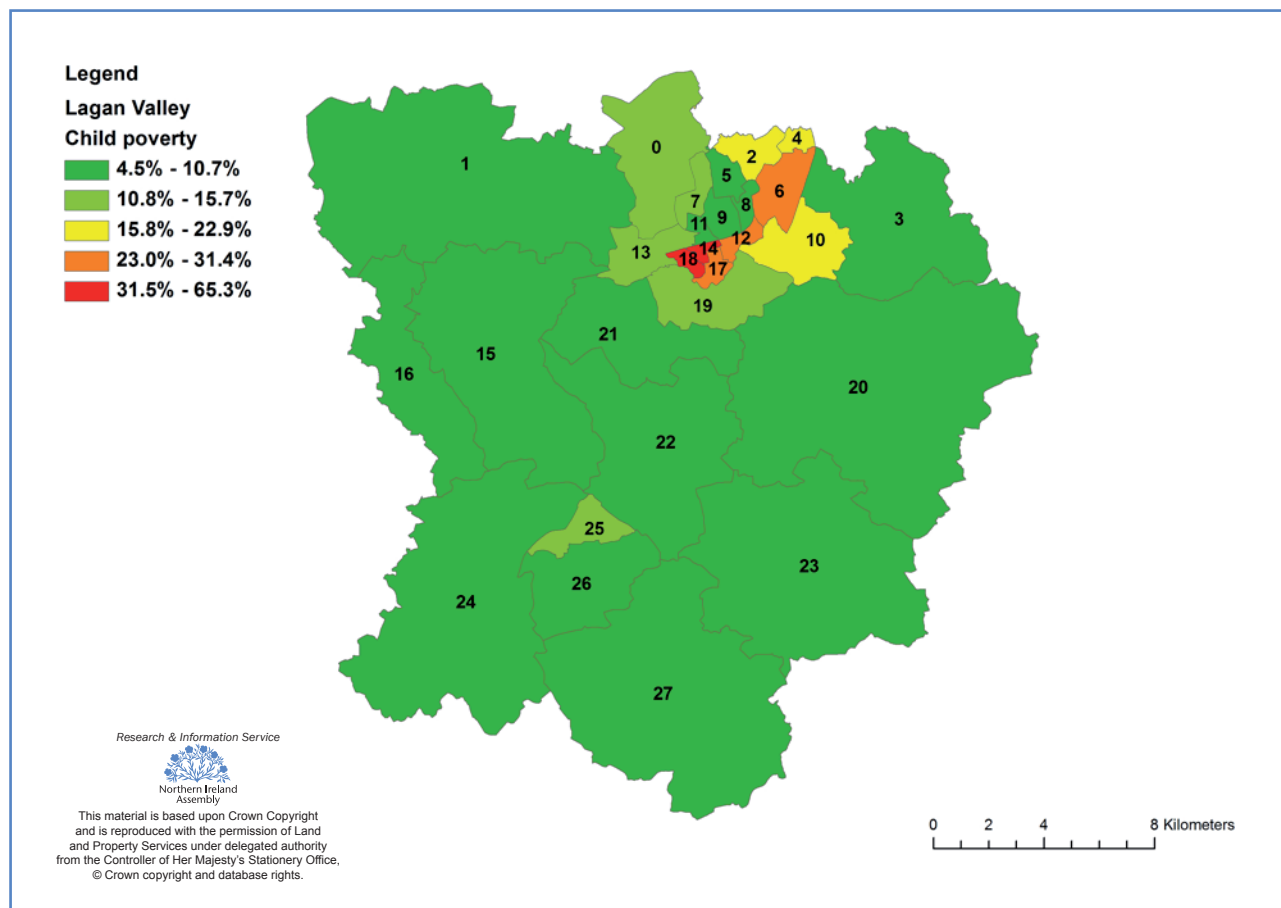 Legend
Lagan Valley
Child poverty
4.5% - 10.7%
10.8% - 15.7%
15.8% - 22.9%
23.0% - 31.4%
31.5% - 65.3%
0
1
2
4
5
6
7
8
3
9
11
10
12
13
14
18
17
19
21
15
16
20
22
25
23
26
24
27
Research & Information Service
Northern Ireland
Assembly
This material is based upon Crown Copyright
and is reproduced with the permission of Land
and Property Services under delegated authority
from the Controller of Her Majesty's Stationery Office,
© Crown copyright and database rights.
0 2 4 8 Kilometers